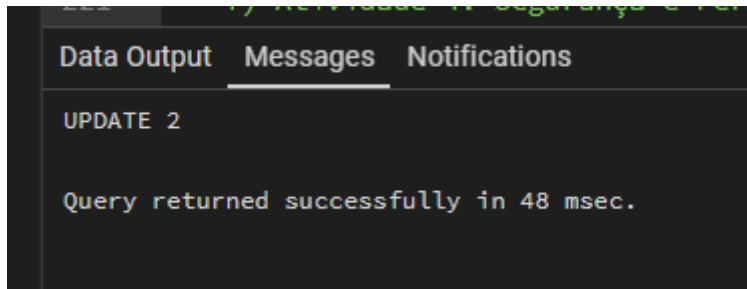 Data Output Messages Notifications
UPDATE 2
Query returned successfully in 48 msec.